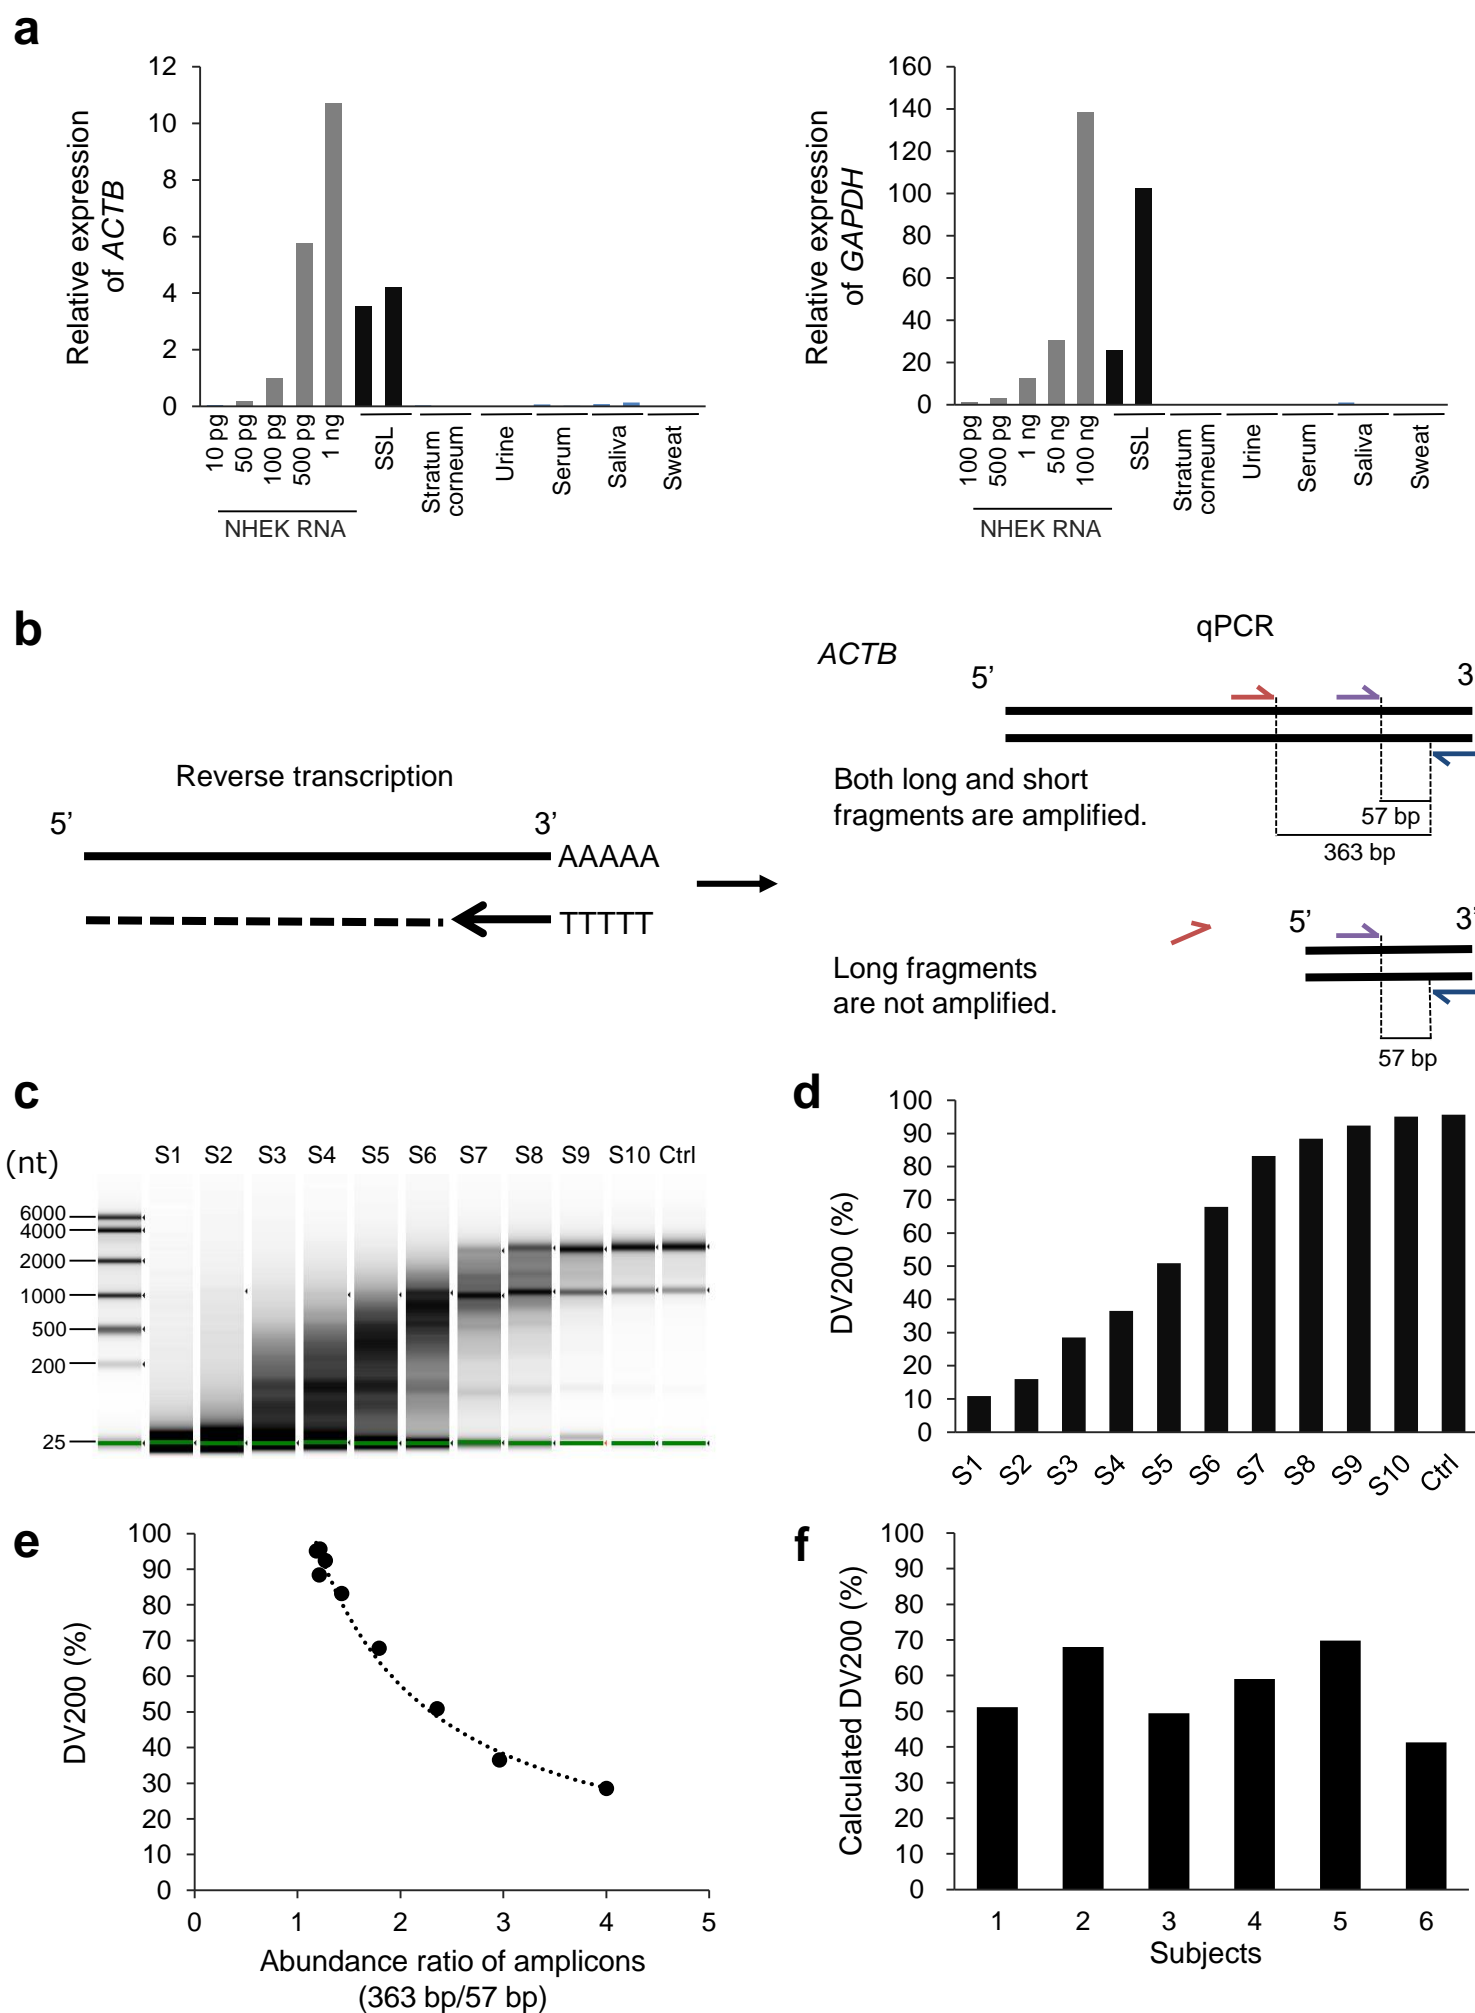 a
Relative expression
of ACTB
12
10
8
6
4
2
0
10 pg
50 pg
100 pg
500 pg
1 ng
SSL
Stratum
corneum
Urine
Serum
Saliva
Sweat
NHEK RNA
Relative expression
of GAPDH
160
140
120
100
80
60
40
20
0
100 pg
500 pg
1 ng
50 ng
100 ng
SSL
Stratum
corneum
Urine
Serum
Saliva
Sweat
NHEK RNA
b
Reverse transcription
5’
3’
AAAAA
TTTTT
qPCR
ACTB
5’
3
Both long and short
fragments are amplified.
57 bp
363 bp
5’
3’
Long fragments
are not amplified.
57 bp
c
(nt)
S1 S2 S3 S4 S5 S6 S7 S8 S9 S10 Ctrl
6000
4000
2000
1000
500
200
25
d
DV200 (%)
100
90
80
70
60
50
40
30
20
10
0
S1 S2 S3 S4 S5 S6 S7 S8 S9 S10 Ctrl
e
DV200 (%)
100
90
80
70
60
50
40
30
20
10
0
0 1 2 3 4 5
Abundance ratio of amplicons
(363 bp/57 bp)
f
Calculated DV200 (%)
100
90
80
70
60
50
40
30
20
10
0
1 2 3 4 5 6
Subjects